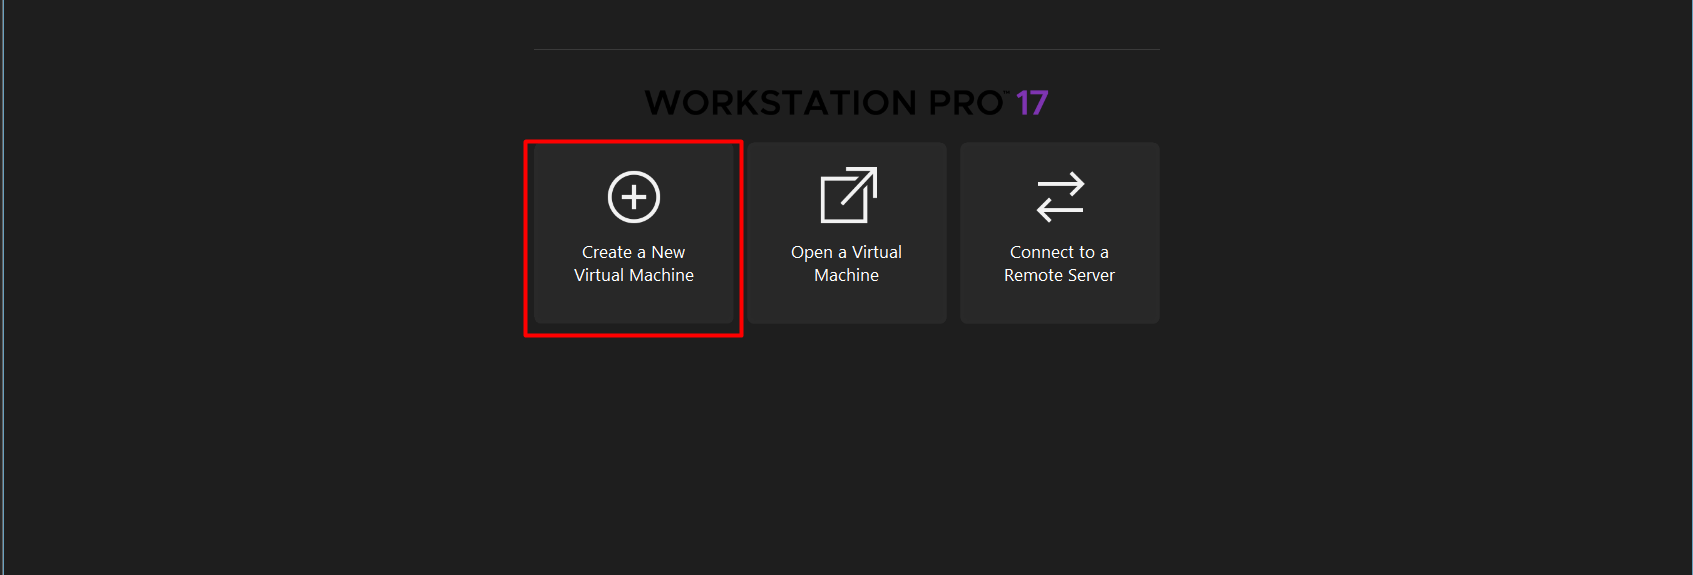 WORKSTATION PRO™ 17
Create a New
Virtual Machine
Open a Virtual
Machine
Connect to a
Remote Server